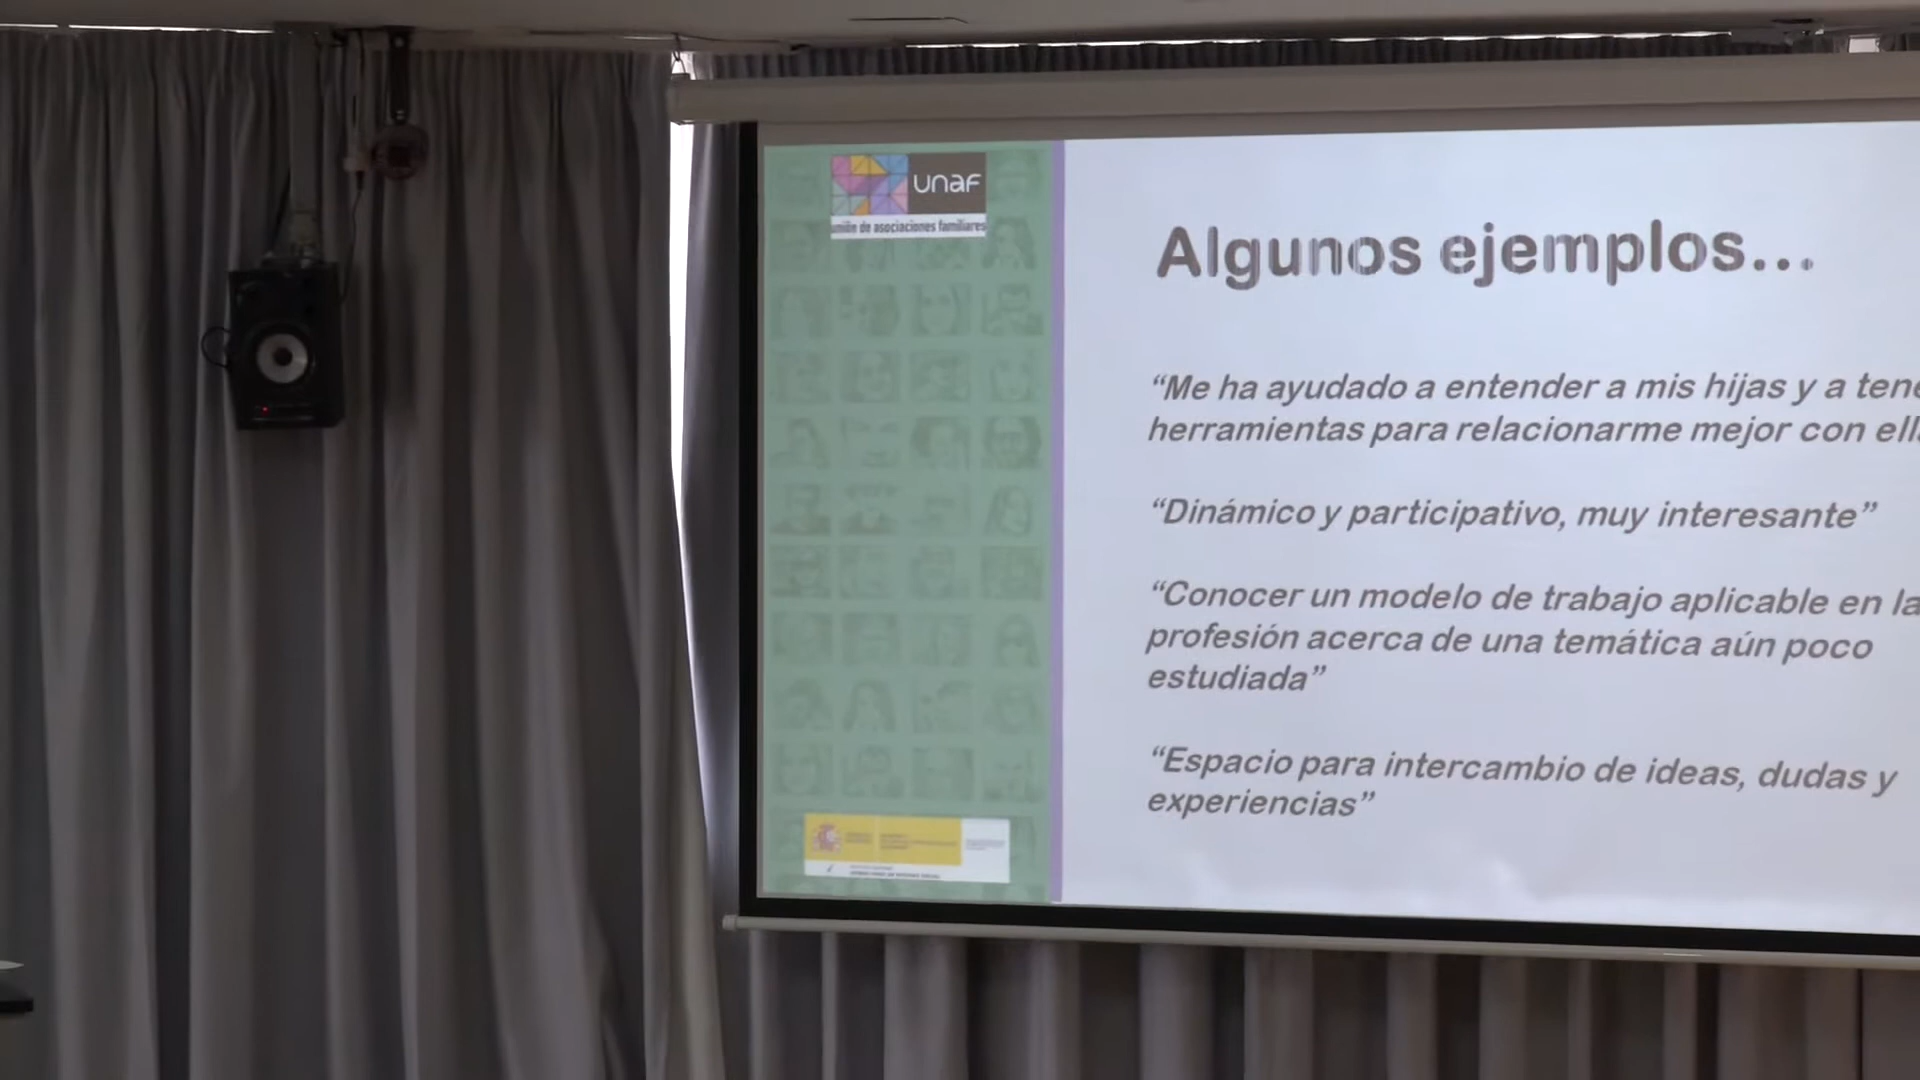 unaf
unión de asociaciones familiares
Algunos ejemplos...
“Me ha ayudado a entender a mis hijas y a tene
herramientas para relacionarme mejor con ell
“Dinámico y participativo, muy interesante”
“Conocer un modelo de trabajo aplicable en la
profesión acerca de una temática aún poco
estudiada”
“Espacio para intercambio de ideas, dudas y
experiencias”